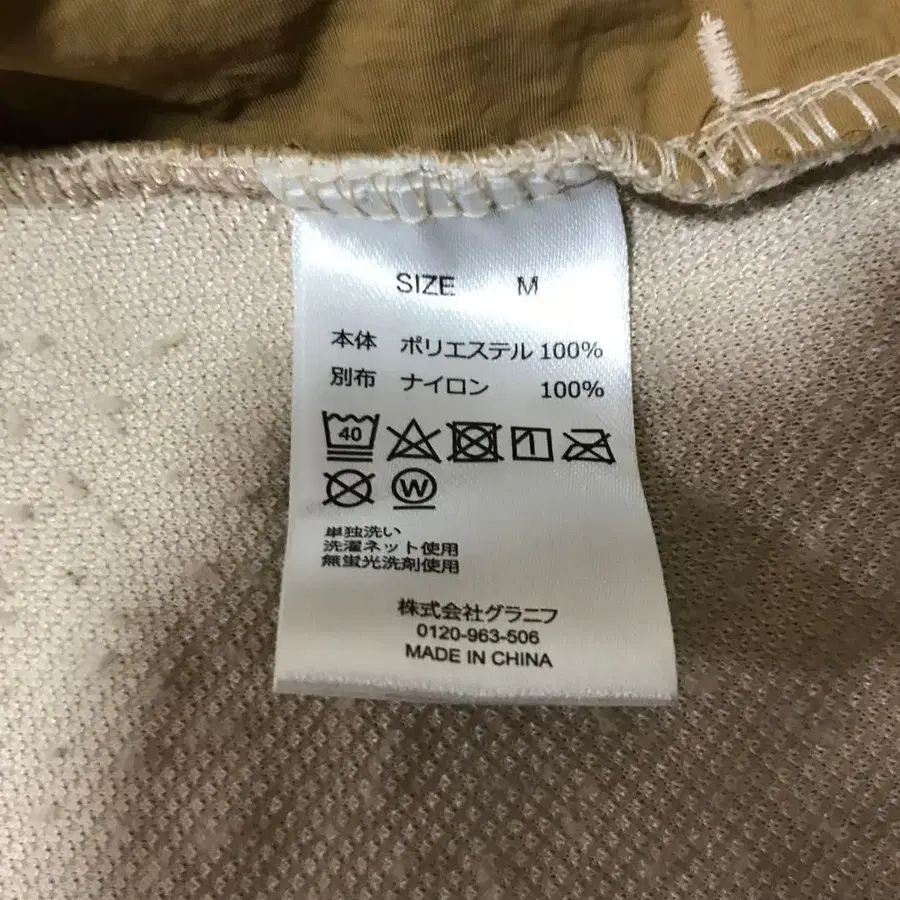 SIZE M
本体 ポリエステル 100%
別布 ナイロン 100%
40
W
単独洗い
洗濯ネット使用
無蛍光洗剤使用
株式会社グラニフ
0120-963-506
MADE IN CHINA